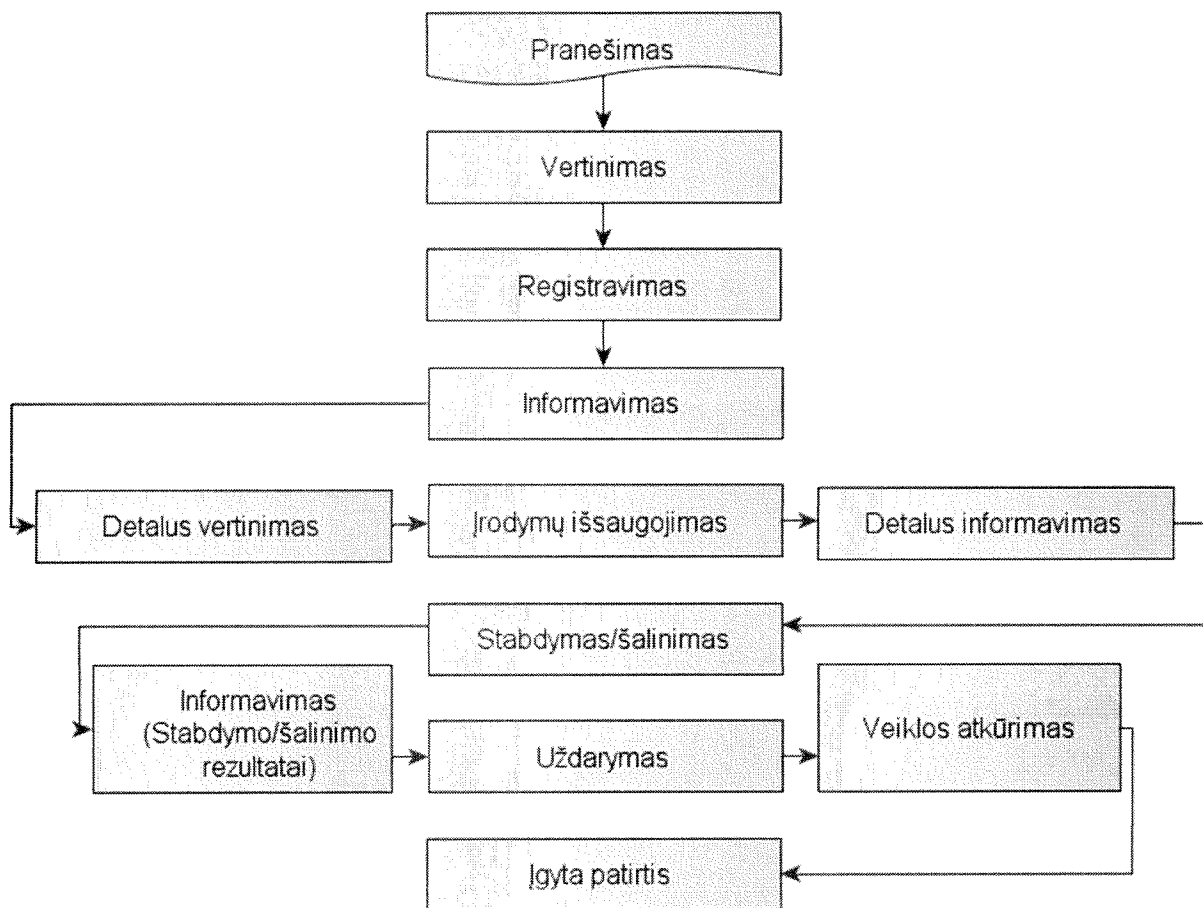 Pranešimas
Vertinimas
Registravimas
Informavimas
Detalus vertinimas
Įrodymų išsaugojimas
Detalus informavimas
Stabdymas/šalinimas
Informavimas
(Stabdymo/šalinimo
rezultatai)
Uždarymas
Veiklos atkūrimas
Įgyta patirtis